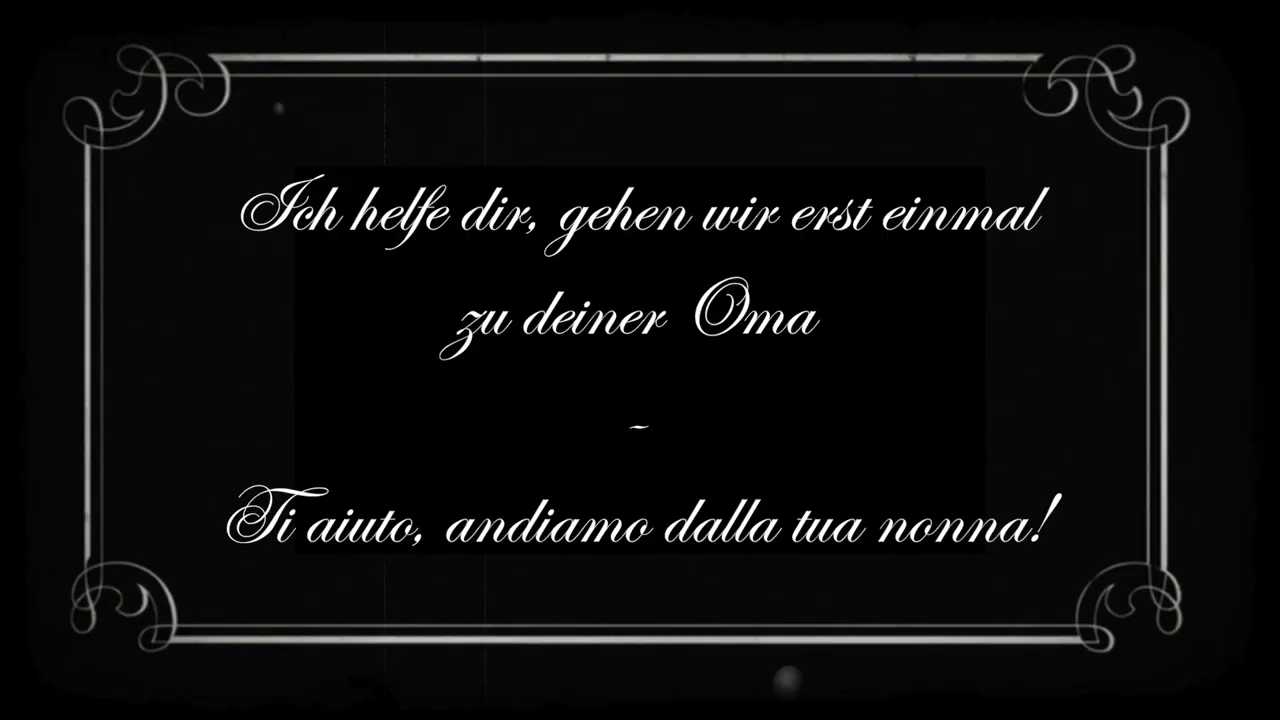 Ich helfe dir, gehen wir erst einmal
zu deiner Oma
~
Ti aiuto, andiamo dalla tua nonna!